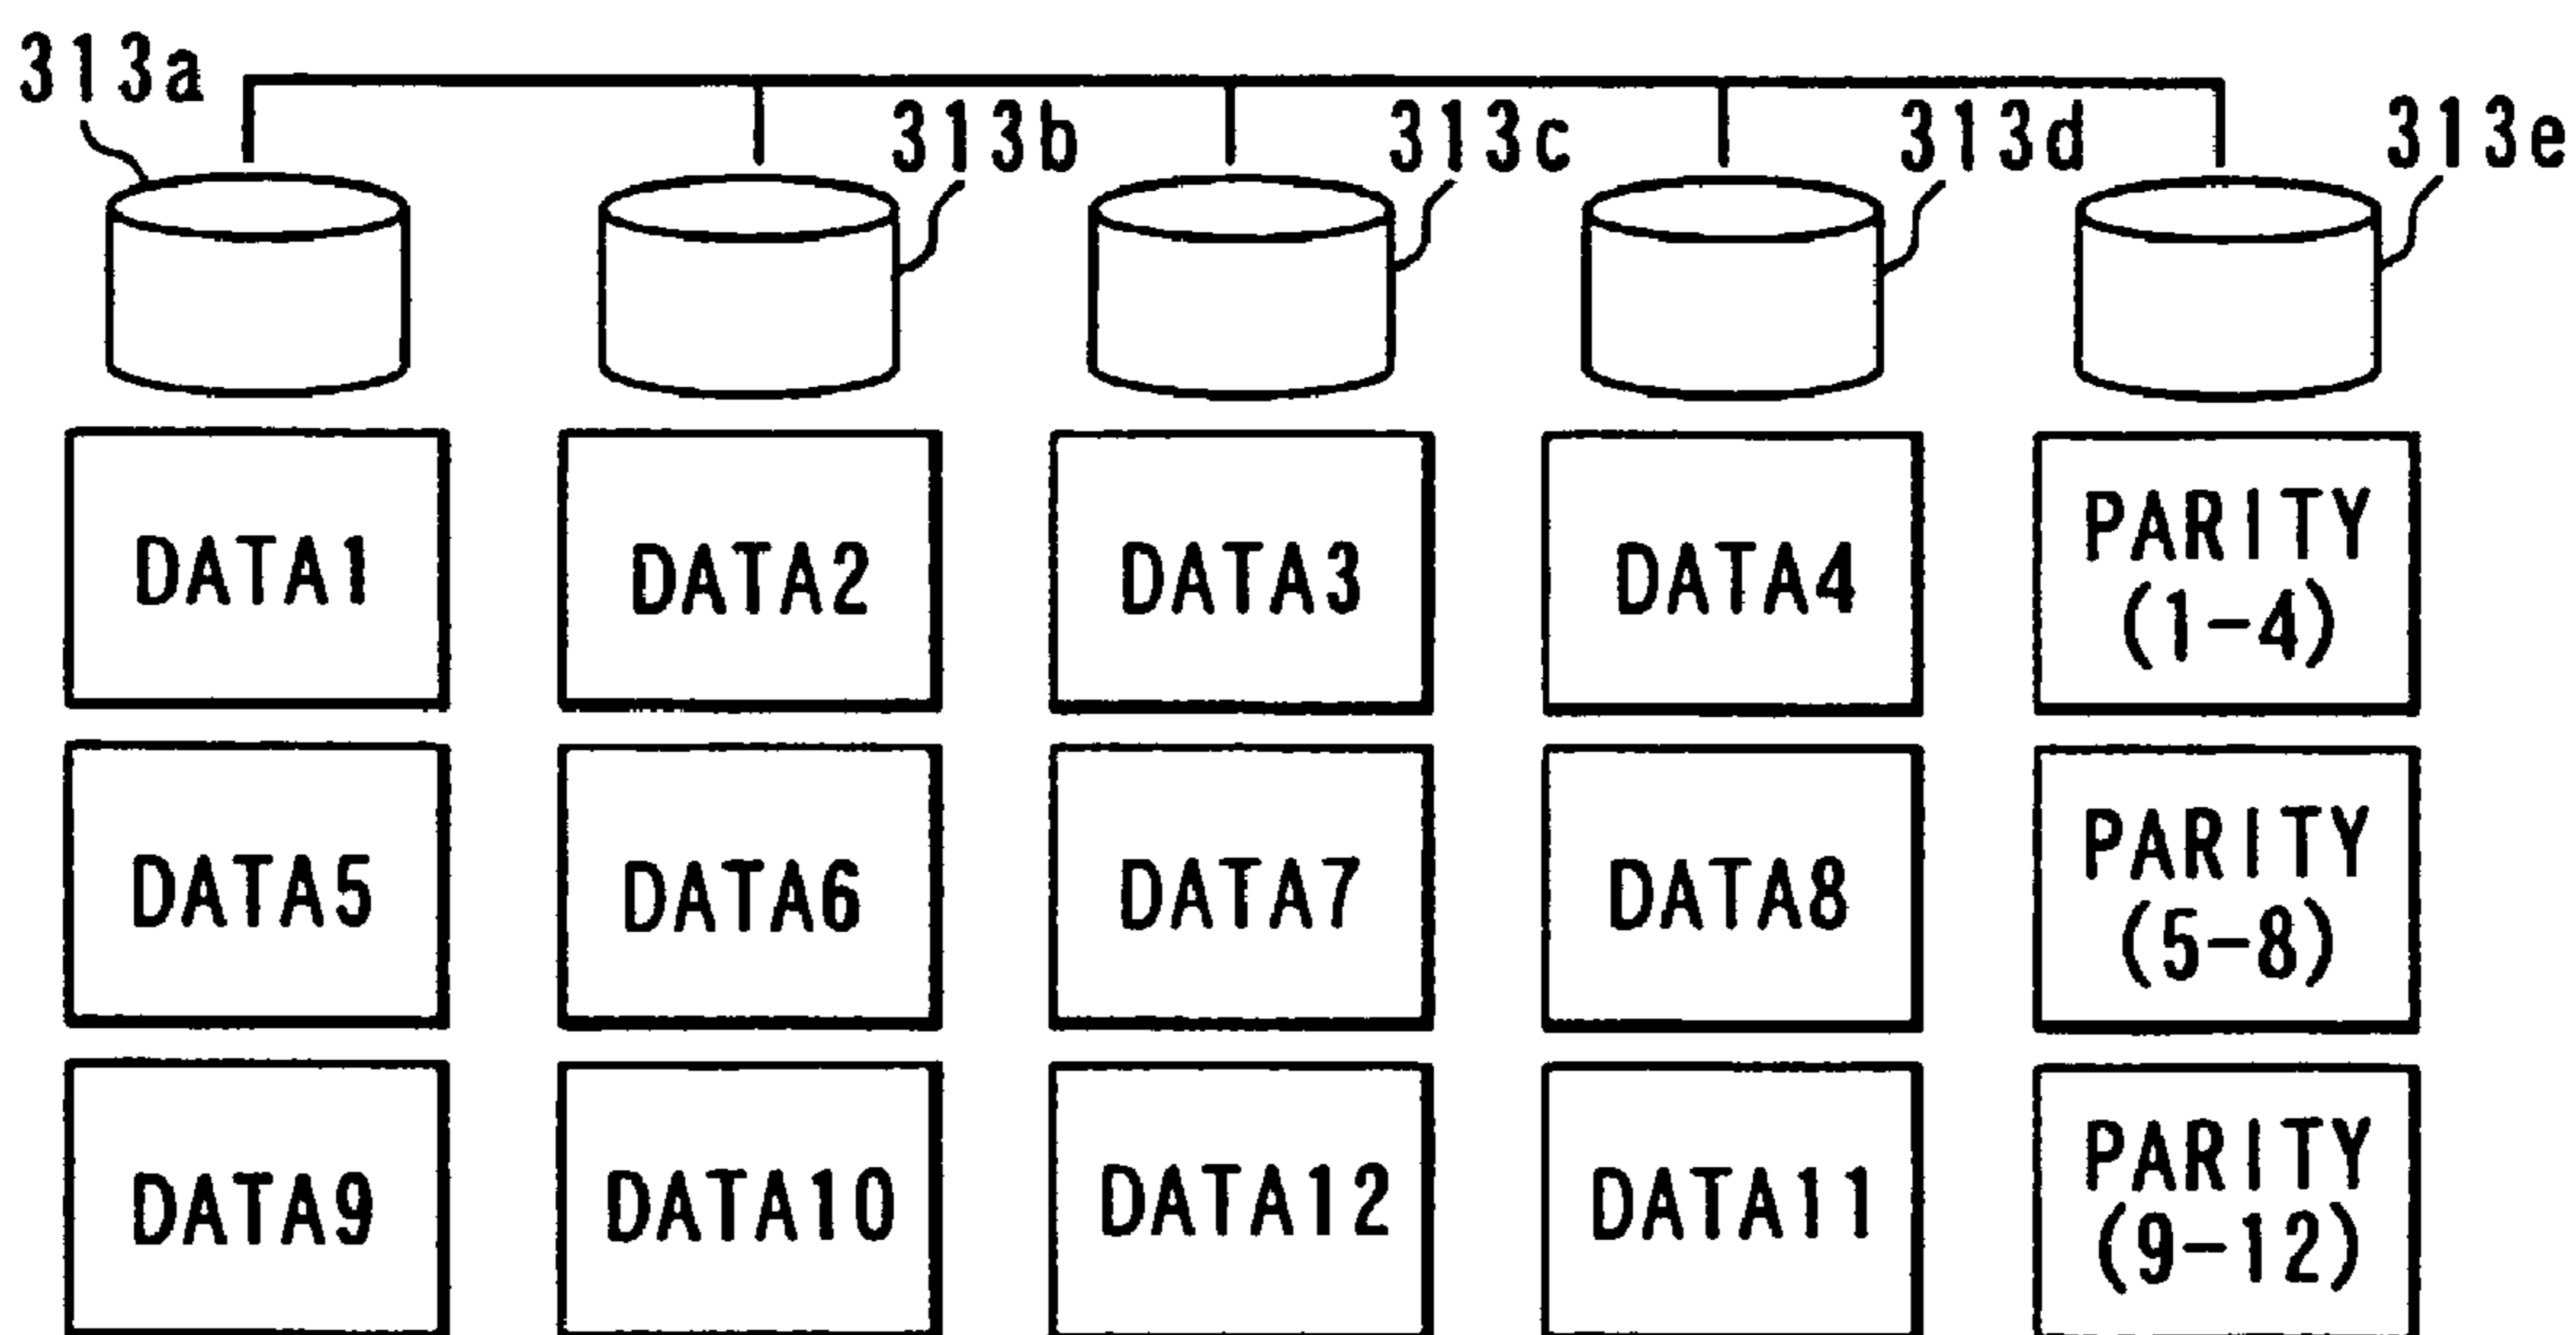 313a
313b
313c
313d
313e
DATA1
DATA2
DATA3
DATA4
PARITY
(1-4)
DATA5
DATA6
DATA7
DATA8
PARITY
(5-8)
DATA9
DATA10
DATA12
DATA11
PARITY
(9-12)